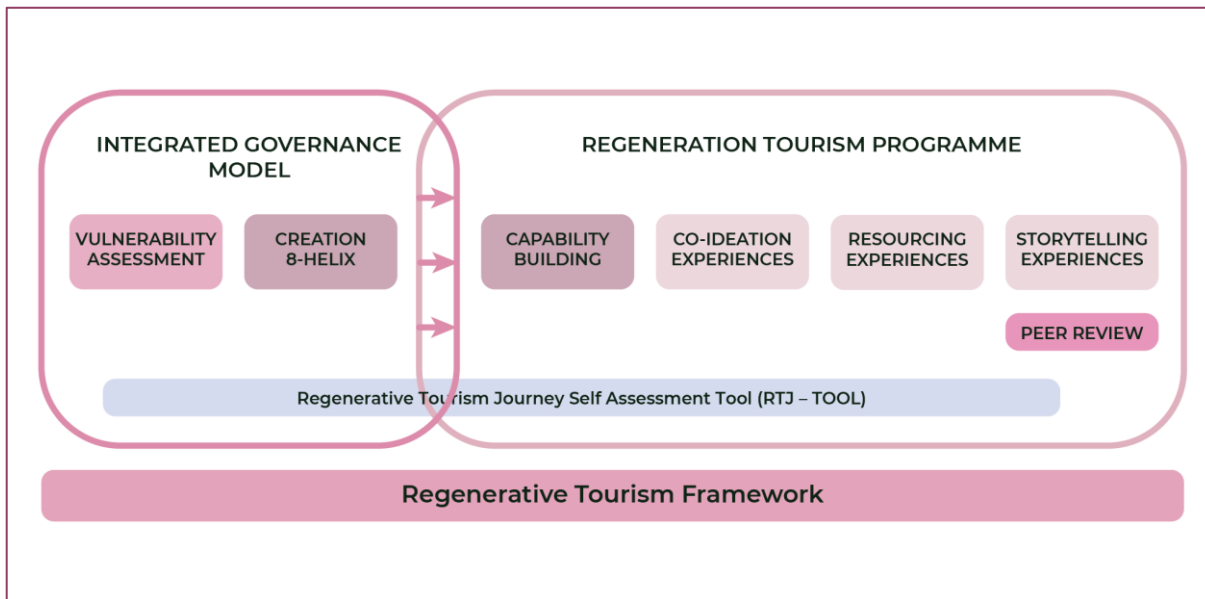 INTEGRATED GOVERNANCE
MODEL
VULNERABILITY
ASSESSMENT
CREATION
8-HELIX
REGENERATION TOURISM PROGRAMME
CAPABILITY
BUILDING
CO-IDEATION
EXPERIENCES
RESOURCING
EXPERIENCES
STORYTELLING
EXPERIENCES
PEER REVIEW
Regenerative Tourism Journey Self Assessment Tool (RTJ – TOOL)
Regenerative Tourism Framework